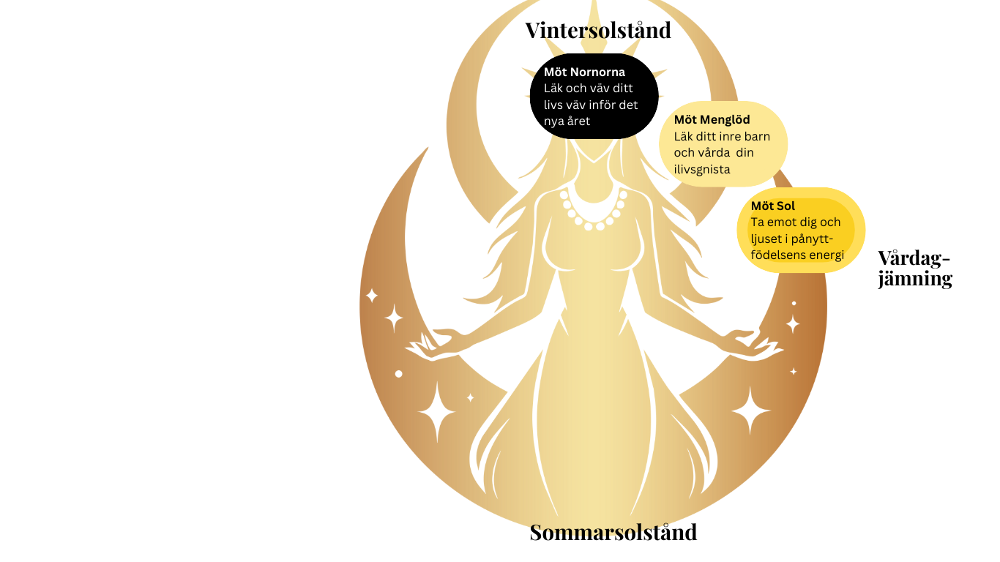 Vintersolstånd
Möt Nornorna
Läk och väv ditt
livs väv inför det
nya året
Möt Menglöd
Läk ditt inre barn
och vårda  din
ilivsgnista
Möt Sol
Ta emot dig och
ljuset i pånytt-
födelsens energi
Vårdag-
jämning
Sommarsolstånd